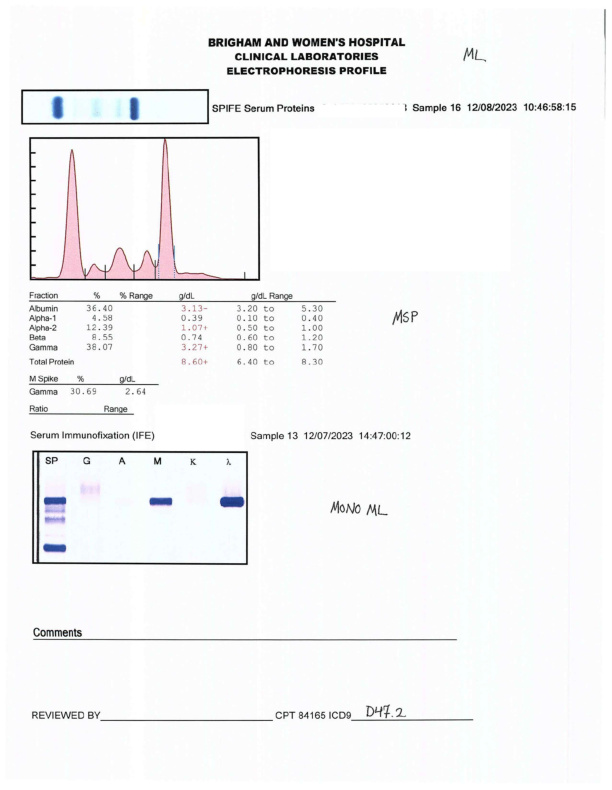 BRIGHAM AND WOMEN'S HOSPITAL
CLINICAL LABORATORIES
ELECTROPHORESIS PROFILE
ML
SPIFE Serum Proteins Sample 16 12/08/2023 10:46:58:15
Fraction % % Range g/dL g/dL Range
Albumin 36.40 3.13- 3.20 to 5.30
Alpha-1 4.58 0.39 0.10 to 0.40
Alpha-2 12.39 1.07+ 0.50 to 1.00
Beta 8.55 0.74 0.60 to 1.20
Gamma 38.07 3.27+ 0.80 to 1.70
Total Protein 8.60+ 6.40 to 8.30
MSP
M Spike % g/dL
Gamma 30.69 2.64
Ratio Range
Serum Immunofixation (IFE) Sample 13 12/07/2023 14:47:00:12
SP G A M K λ
MONO ML
Comments
REVIEWED BY CPT 84165 ICD9 D47.2